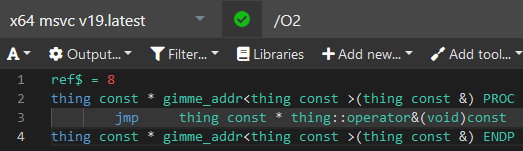 x64 msvc v19.latest /O2
Output... Filter... Libraries Add new... Add tool...
1 ref$ = 8
2 thing const * gimme_addr<thing const >(thing const &) PROC
3 jmp thing const * thing::operator&(void)const
4 thing const * gimme_addr<thing const >(thing const &) ENDP